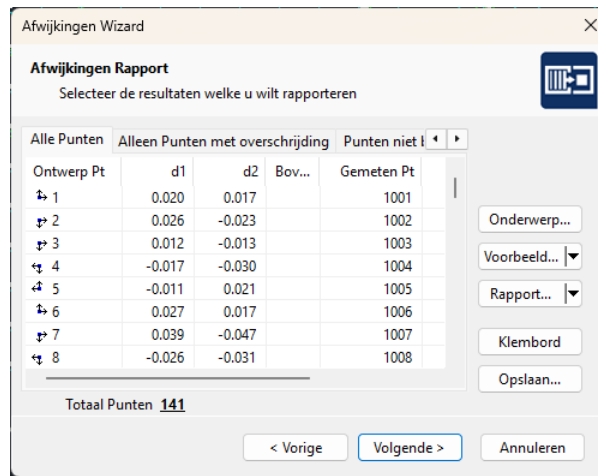 Afwijkingen Wizard
Afwijkingen Rapport
Selecteer de resultaten welke u wilt rapporteren
Alle Punten Alleen Punten met overschrijding Punten niet
Ontwerp Pt d1 d2 Bov... Gemeten Pt
1 0.020 0.017 1001
2 0.026 -0.023 1002
3 0.012 -0.013 1003
4 -0.017 -0.030 1004
5 -0.011 0.021 1005
6 0.027 0.017 1006
7 0.039 -0.047 1007
8 -0.026 -0.031 1008
Totaal Punten 141
Onderwerp...
Voorbeeld...
Rapport...
Klembord
Opslaan...
< Vorige Volgende > Annuleren